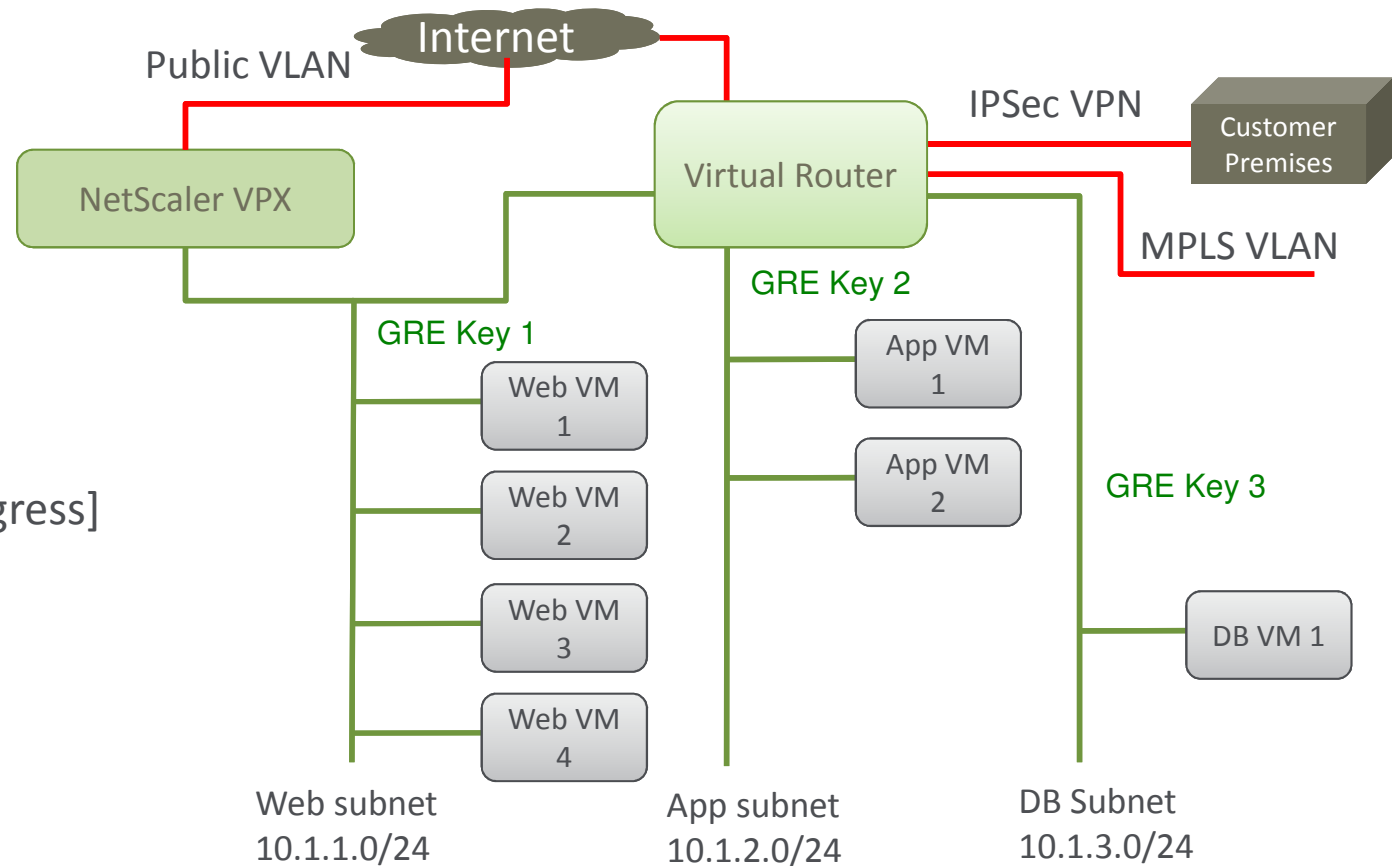 Internet
Public VLAN
IPSec VPN
Customer
Premises
NetScaler VPX
Virtual Router
MPLS VLAN
GRE Key 2
GRE Key 1
App VM
1
Web VM
1
App VM
2
GRE Key 3
Web VM
2
gress]
Web VM
3
DB VM 1
Web VM
4
Web subnet
10.1.1.0/24
App subnet
10.1.2.0/24
DB Subnet
10.1.3.0/24